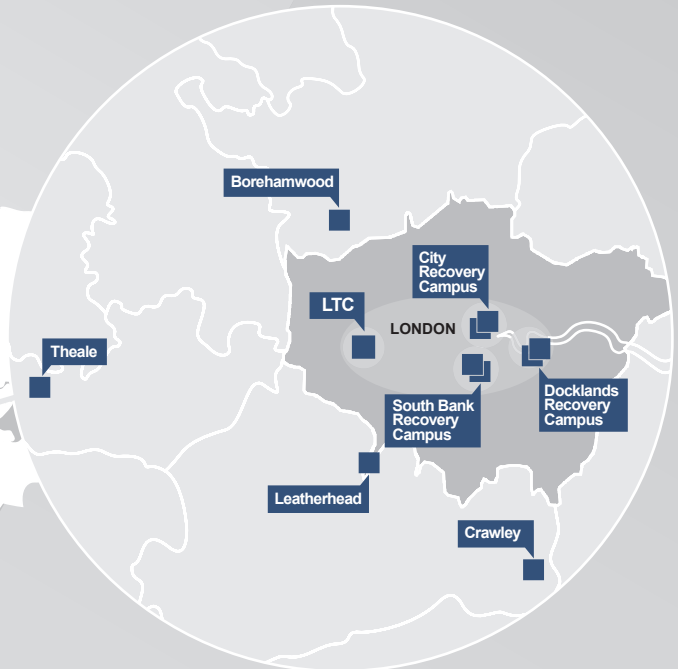 Borehamwood
City
Recovery
Campus
LTC
LONDON
Theale
South Bank
Recovery
Campus
Docklands
Recovery
Campus
Leatherhead
Crawley